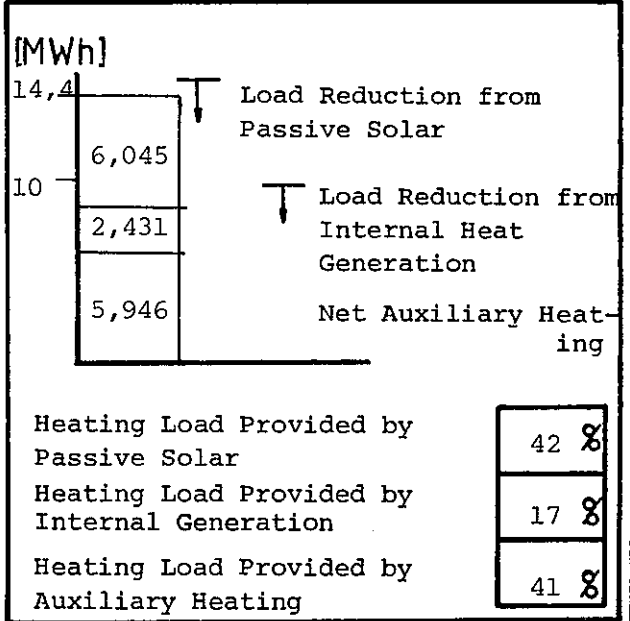 [MWh]
14,4
Load Reduction from
Passive Solar
6,045
10
Load Reduction from
2,431
Internal Heat
Generation
5,946
Net Auxiliary Heat-
ing
Heating Load Provided by
Passive Solar
42 %
Heating Load Provided by
Internal Generation
17 %
Heating Load Provided by
Auxiliary Heating
41 %